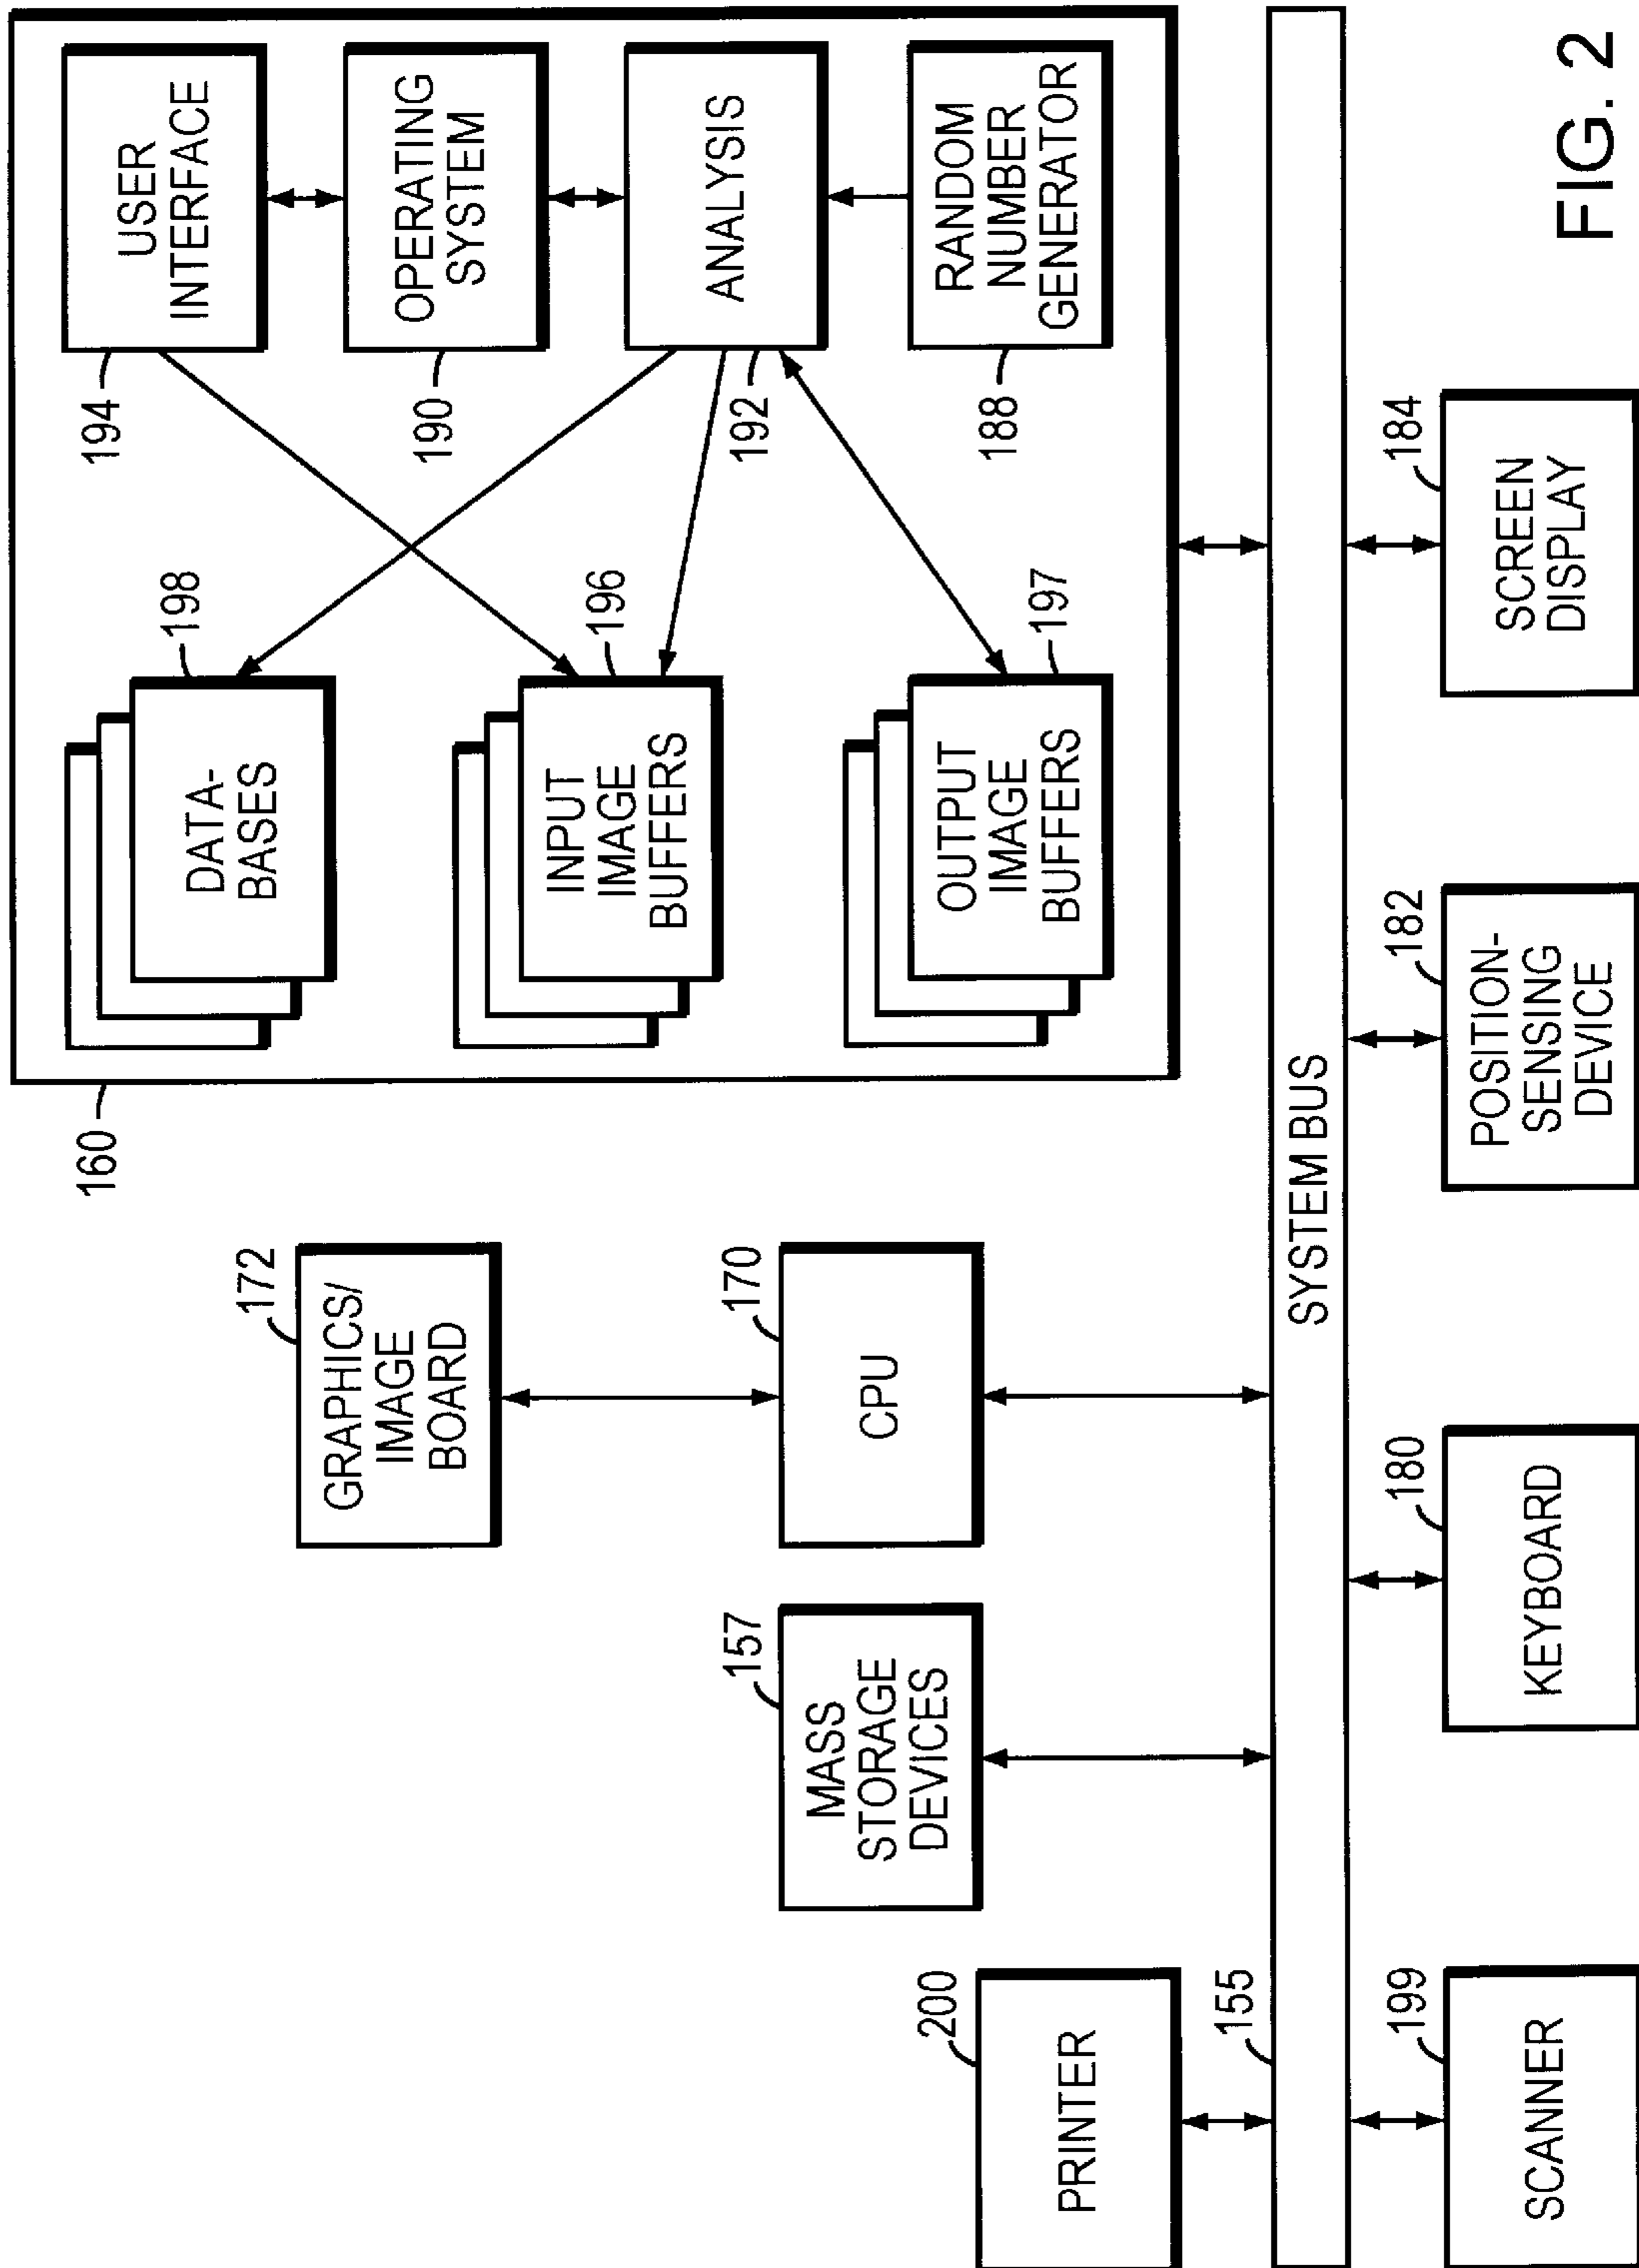 200
PRINTER
157
MASS
STORAGE
DEVICES
172
GRAPHICS/
IMAGE
BOARD
170
CPU
160
198
DATA-
BASES
196
INPUT
IMAGE
BUFFERS
197
OUTPUT
IMAGE
BUFFERS
194
USER
INTERFACE
190
OPERATING
SYSTEM
192
ANALYSIS
188
RANDOM
NUMBER
GENERATOR
155
SYSTEM BUS
199
SCANNER
180
KEYBOARD
182
POSITION-
SENSING
DEVICE
184
SCREEN
DISPLAY
FIG. 2